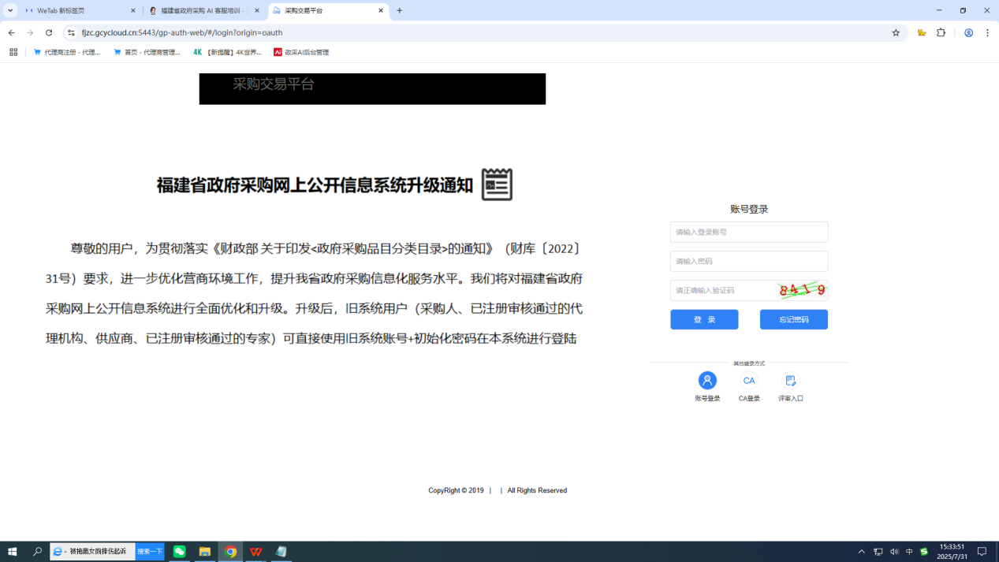 WeTab 新标签页
福建省政府采购 AI 客服培训 -
采购交易平台
fjzc.gcycloud.cn:5443/gp-auth-web/#/login?origin=oauth
代理商注册 - 代理...
首页 - 代理商管理...
4K 【新提醒】4K世界...
Ai 政采AI后台管理
采购交易平台
福建省政府采购网上公开信息系统升级通知
尊敬的用户，为贯彻落实《财政部 关于印发<政府采购品目分类目录>的通知》（财库〔2022〕
31号）要求，进一步优化营商环境工作，提升我省政府采购信息化服务水平。我们将对福建省政府
采购网上公开信息系统进行全面优化和升级。升级后，旧系统用户（采购人、已注册审核通过的代
理机构、供应商、已注册审核通过的专家）可直接使用旧系统账号+初始化密码在本系统进行登陆
账号登录
请输入登录账号
请输入密码
请正确输入验证码
8419
登 录
忘记密码
其他登录方式
CA
账号登录
CA登录
评审入口
CopyRight © 2019 | | All Rights Reserved
被拖离女厕摔伤起诉
搜索一下
中
15:33:51
2025/7/31